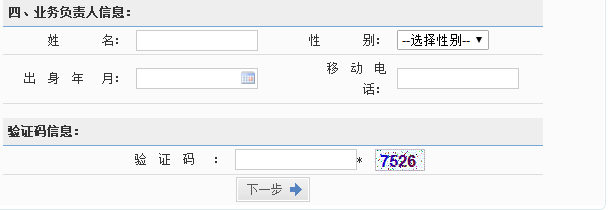 四、业务负责人信息：
姓 名： 性 别： --选择性别--
出 身 年 月： 移 动 电
话：
验证码信息：
验 证 码 ： * 7526
下一步